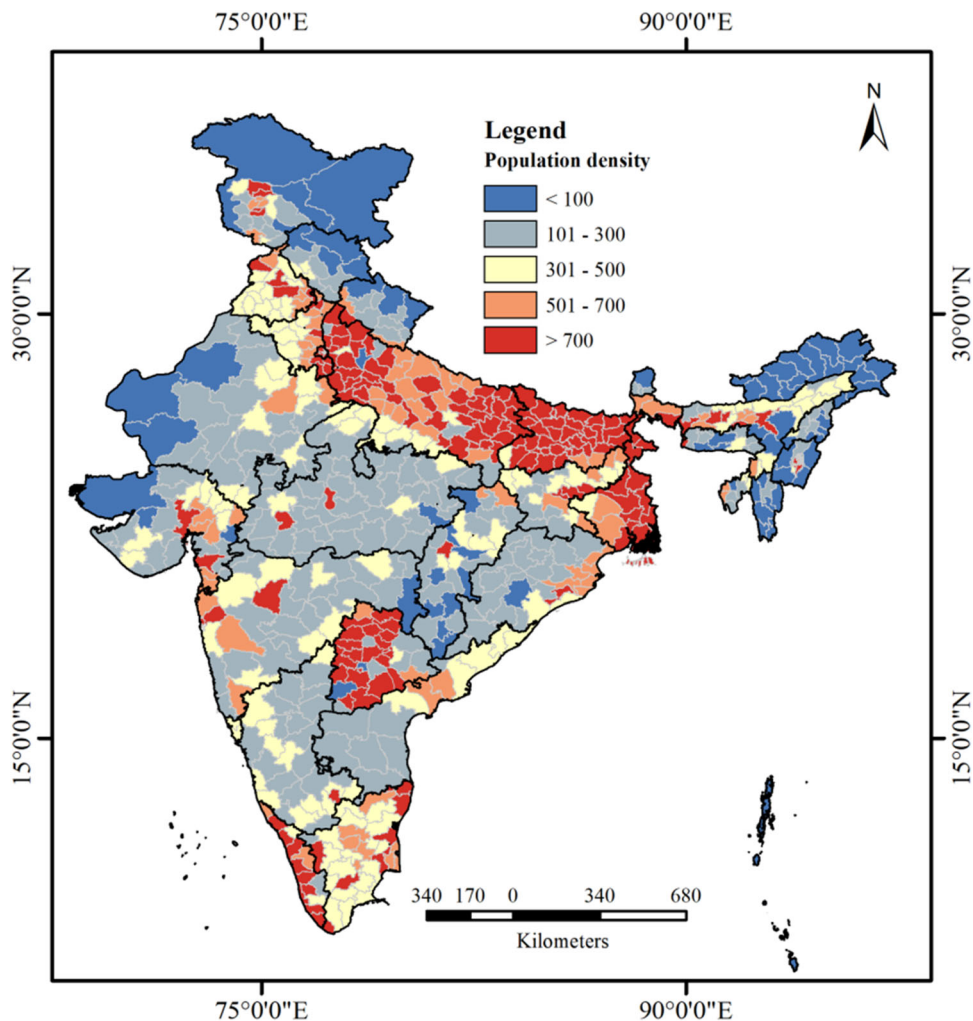 75°0'0"E 90°0'0"E
N
Legend
Population density
< 100
101 - 300
301 - 500
501 - 700
> 700
30°0'0"N 30°0'0"N
15°0'0"N 15°0'0"N
340 170 0 340 680
Kilometers
75°0'0"E 90°0'0"E